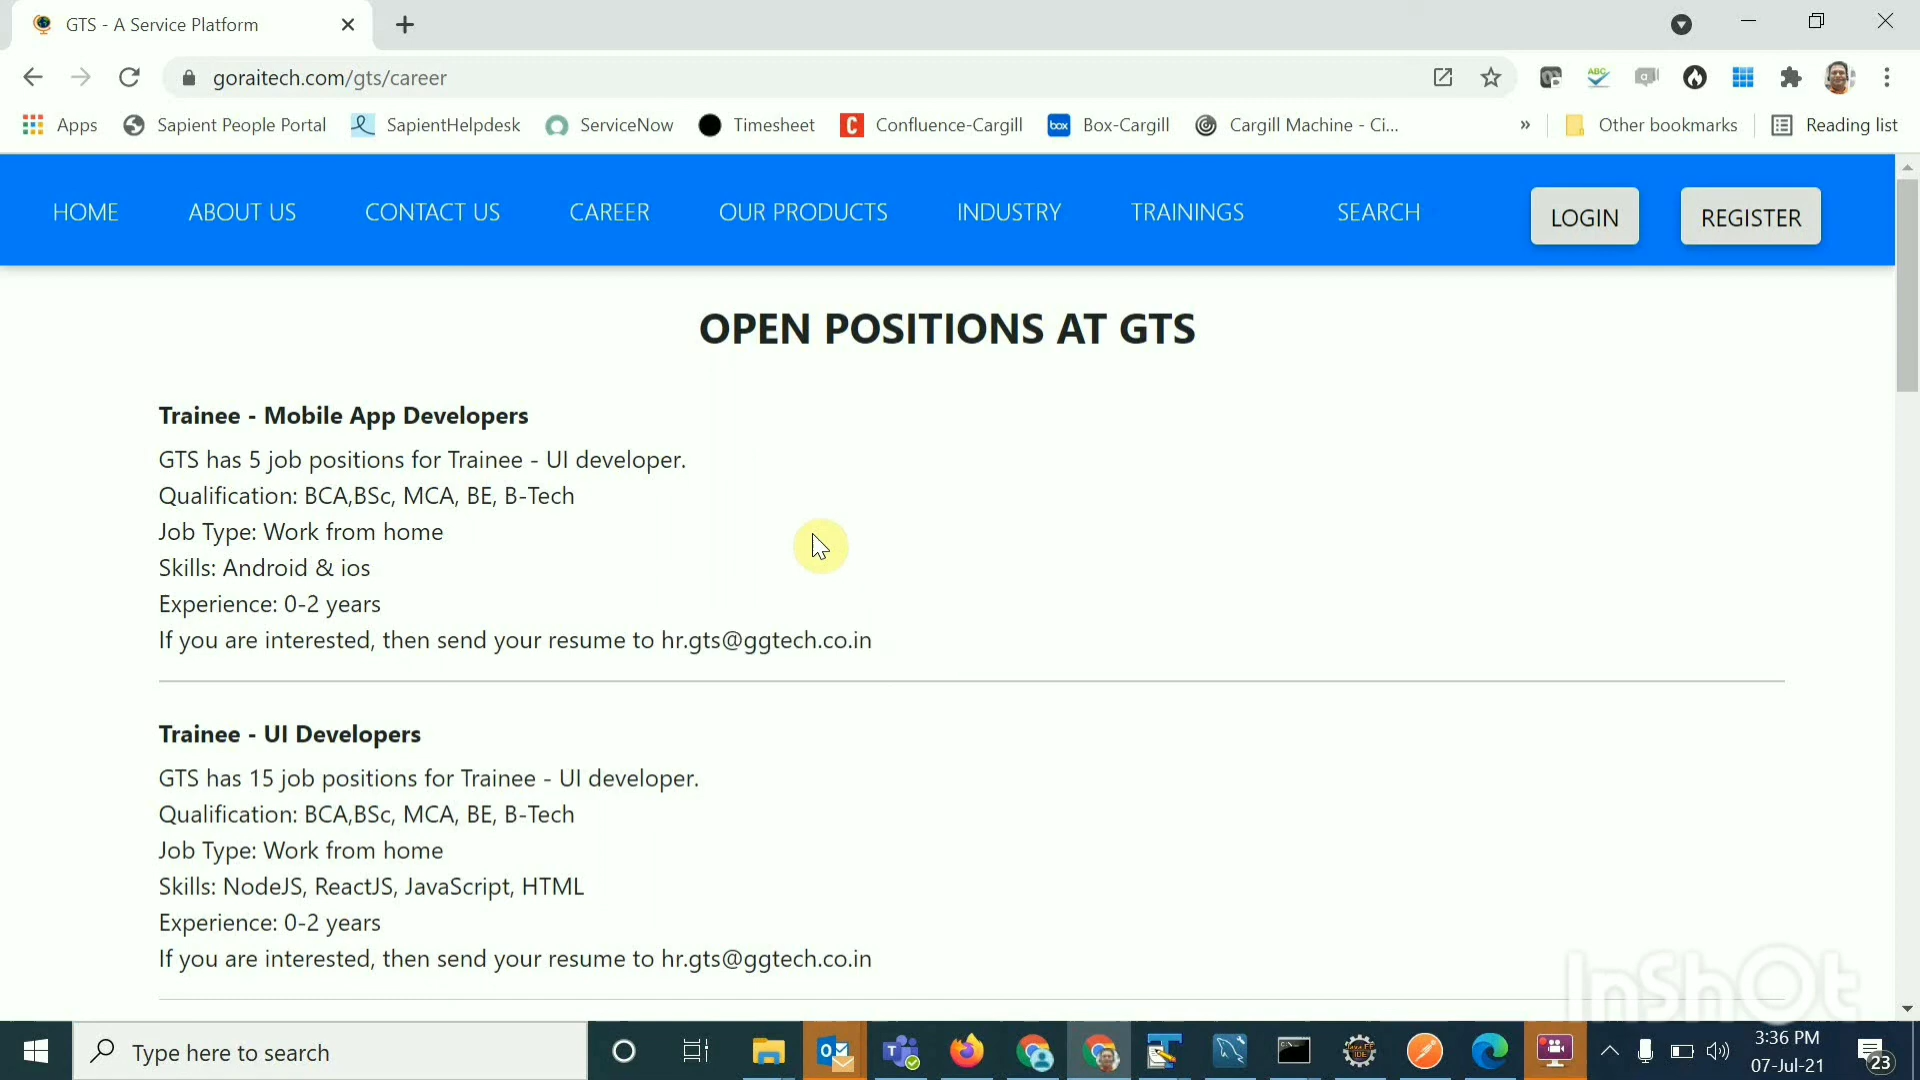 GTS - A Service Platform
goraitech.com/gts/career
Apps Sapient People Portal SapientHelpdesk ServiceNow Timesheet Confluence-Cargill Box-Cargill Cargill Machine - Ci... » Other bookmarks Reading list
HOME ABOUT US CONTACT US CAREER OUR PRODUCTS INDUSTRY TRAININGS SEARCH LOGIN REGISTER
OPEN POSITIONS AT GTS
Trainee - Mobile App Developers
GTS has 5 job positions for Trainee - UI developer.
Qualification: BCA,BSc, MCA, BE, B-Tech
Job Type: Work from home
Skills: Android & ios
Experience: 0-2 years
If you are interested, then send your resume to hr.gts@ggtech.co.in
Trainee - UI Developers
GTS has 15 job positions for Trainee - UI developer.
Qualification: BCA,BSc, MCA, BE, B-Tech
Job Type: Work from home
Skills: NodeJS, ReactJS, JavaScript, HTML
Experience: 0-2 years
If you are interested, then send your resume to hr.gts@ggtech.co.in
InShOt
Type here to search
3:36 PM
07-Jul-21
23